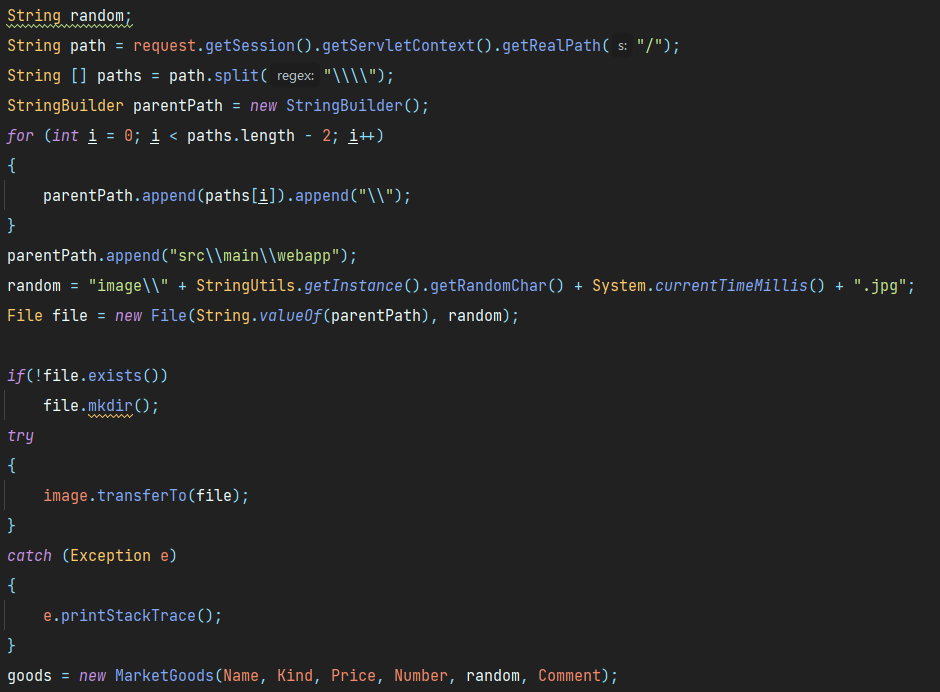 String random;
String path = request.getSession().getServletContext().getRealPath( s: "/");
String [] paths = path.split( regex: "\\\\");
StringBuilder parentPath = new StringBuilder();
for (int i = 0; i < paths.length - 2; i++)
{
    parentPath.append(paths[i]).append("\\");
}
parentPath.append("src\\main\\webapp");
random = "image\\" + StringUtils.getInstance().getRandomChar() + System.currentTimeMillis() + ".jpg";
File file = new File(String.valueOf(parentPath), random);

if(!file.exists())
    file.mkdir();
try
{
    image.transferTo(file);
}
catch (Exception e)
{
    e.printStackTrace();
}
goods = new MarketGoods(Name, Kind, Price, Number, random, Comment);